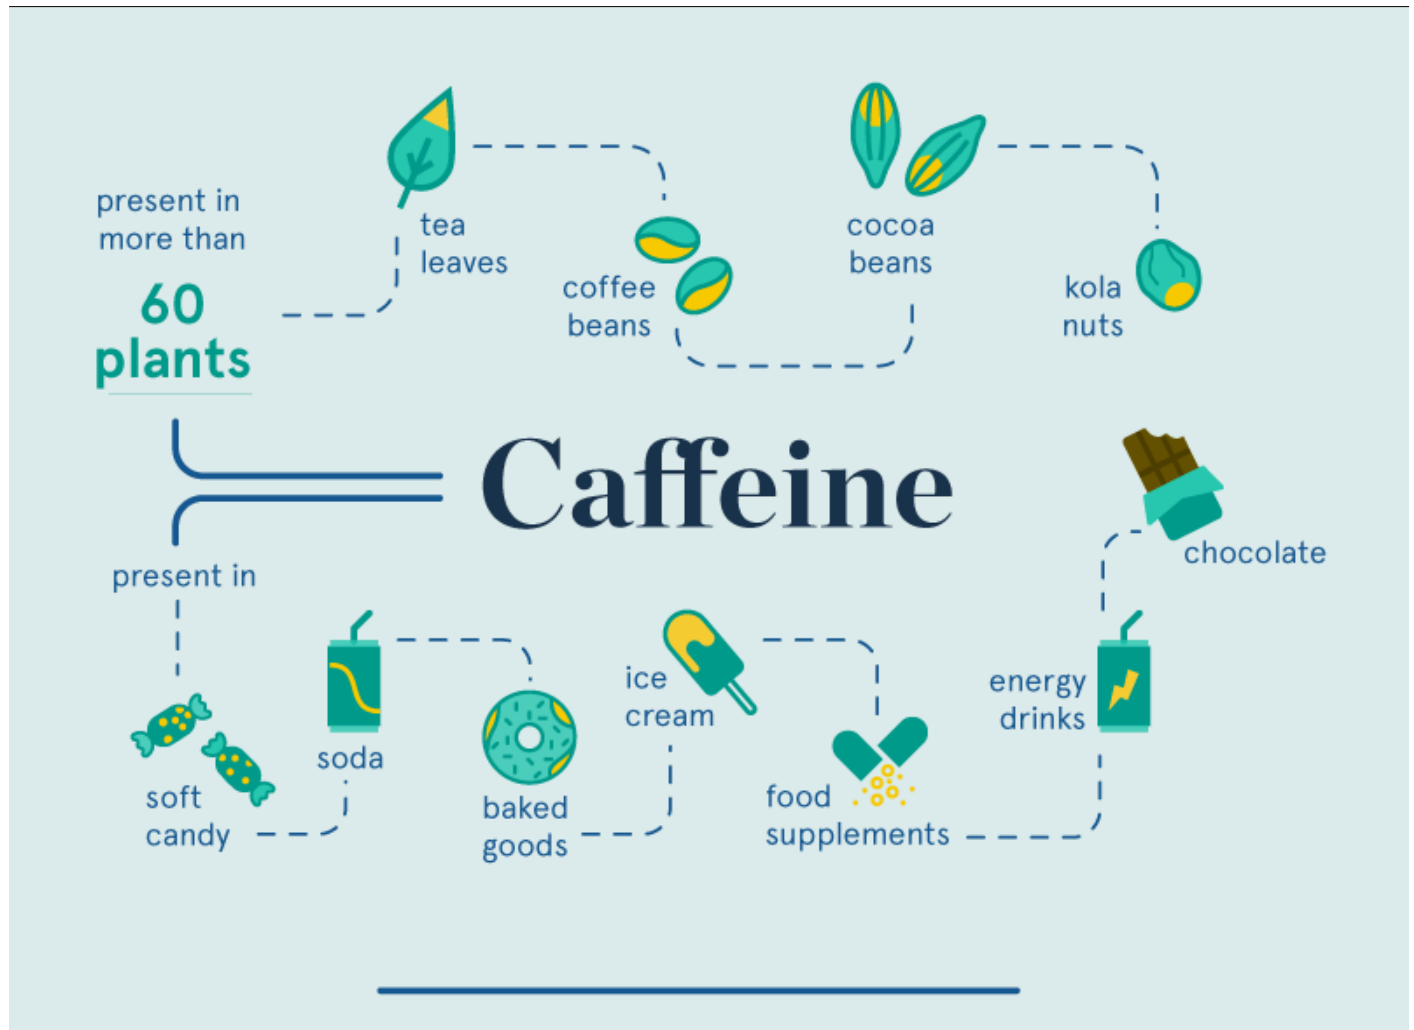 present in
more than
60
plants
tea
leaves
coffee
beans
cocoa
beans
kola
nuts
Caffeine
present in
soft
candy
soda
baked
goods
ice
cream
food
supplements
energy
drinks
chocolate